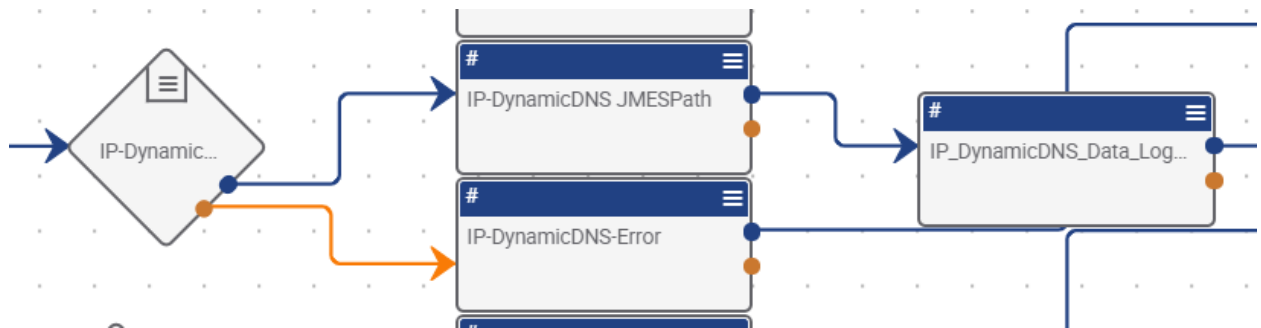 #
IP-DynamicDNS JMESPath
#
IP_DynamicDNS_Data_Log...
IP-Dynamic...
#
IP-DynamicDNS-Error
#